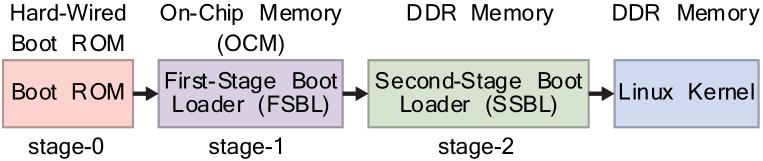 Hard-Wired
Boot ROM
On-Chip Memory
(OCM)
DDR Memory
DDR Memory
Boot ROM
First-Stage Boot
Loader (FSBL)
Second-Stage Boot
Loader (SSBL)
Linux Kernel
stage-0
stage-1
stage-2